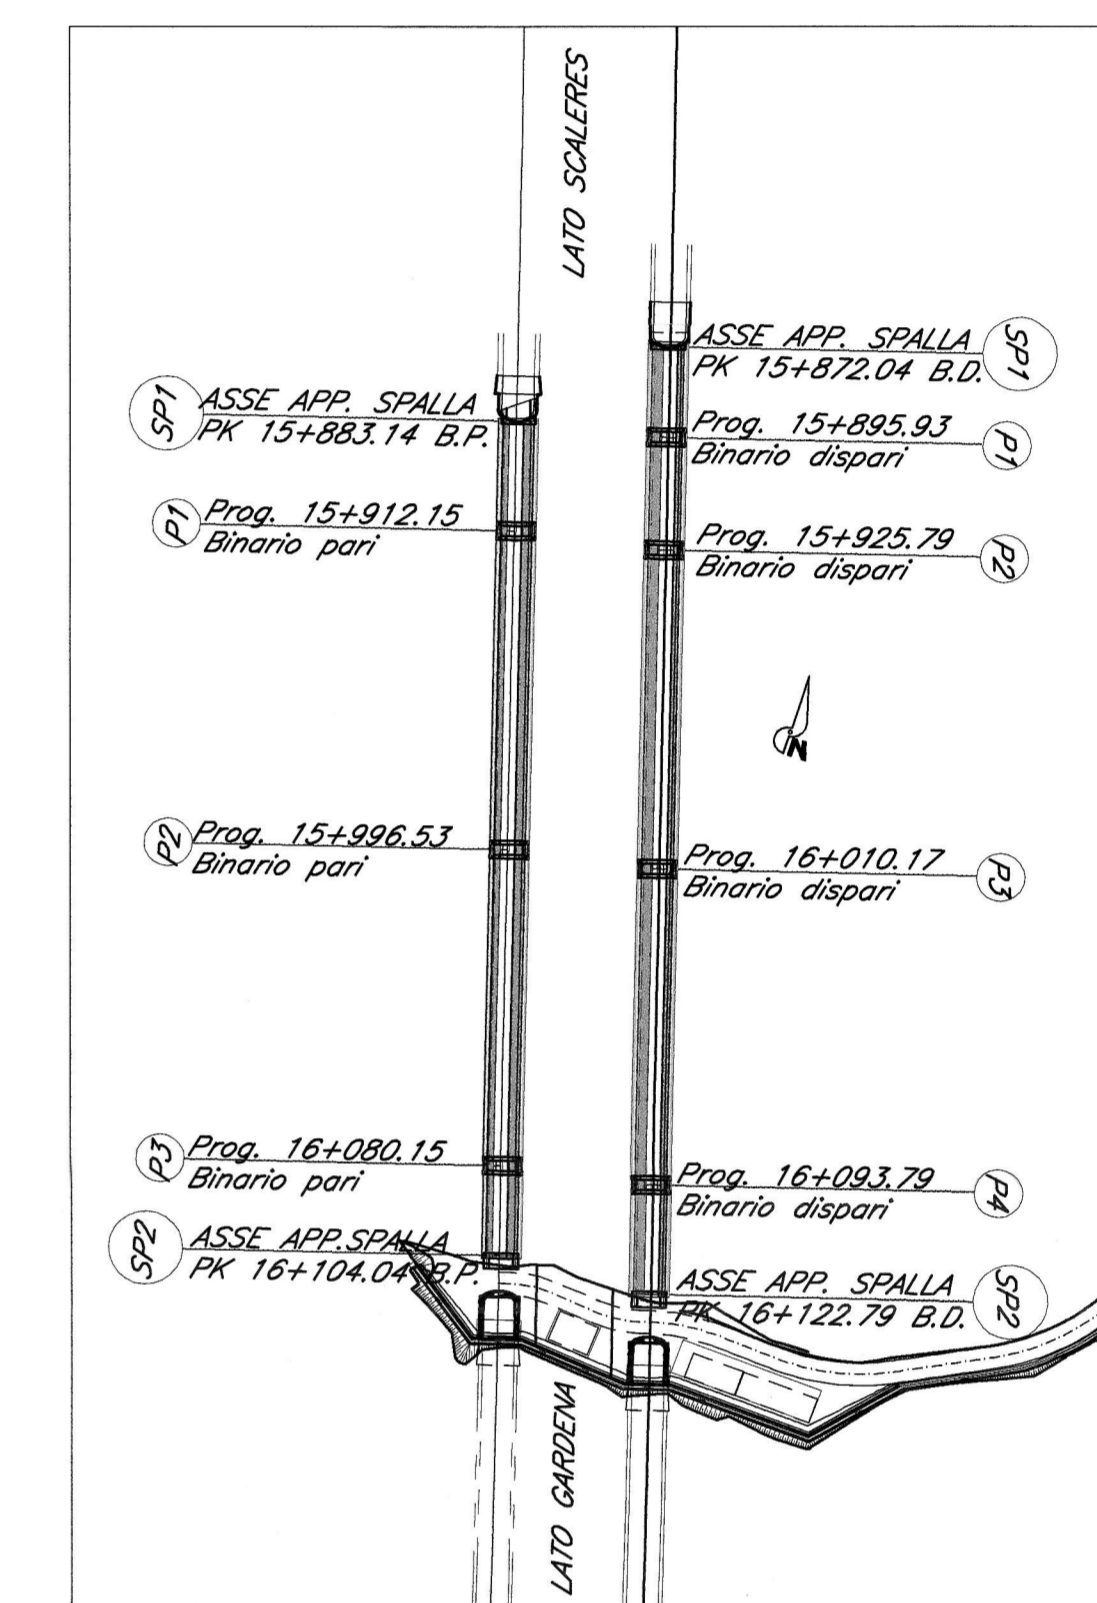 LATO SCALERES
ASSE APP. SPALLA
PK 15+872.04 B.D.
SP1
SP1
ASSE APP. SPALLA
PK 15+883.14 B.P.
Prog. 15+895.93
Binario dispari
P1
P1
Prog. 15+912.15
Binario pari
Prog. 15+925.79
Binario dispari
P2
N
P2
Prog. 15+996.53
Binario pari
Prog. 16+010.17
Binario dispari
P3
P3
Prog. 16+080.15
Binario pari
Prog. 16+093.79
Binario dispari
P4
SP2
ASSE APP.SPALLA
PK 16+104.04 B.P.
ASSE APP. SPALLA
PK 16+122.79 B.D.
SP2
LATO GARDENA